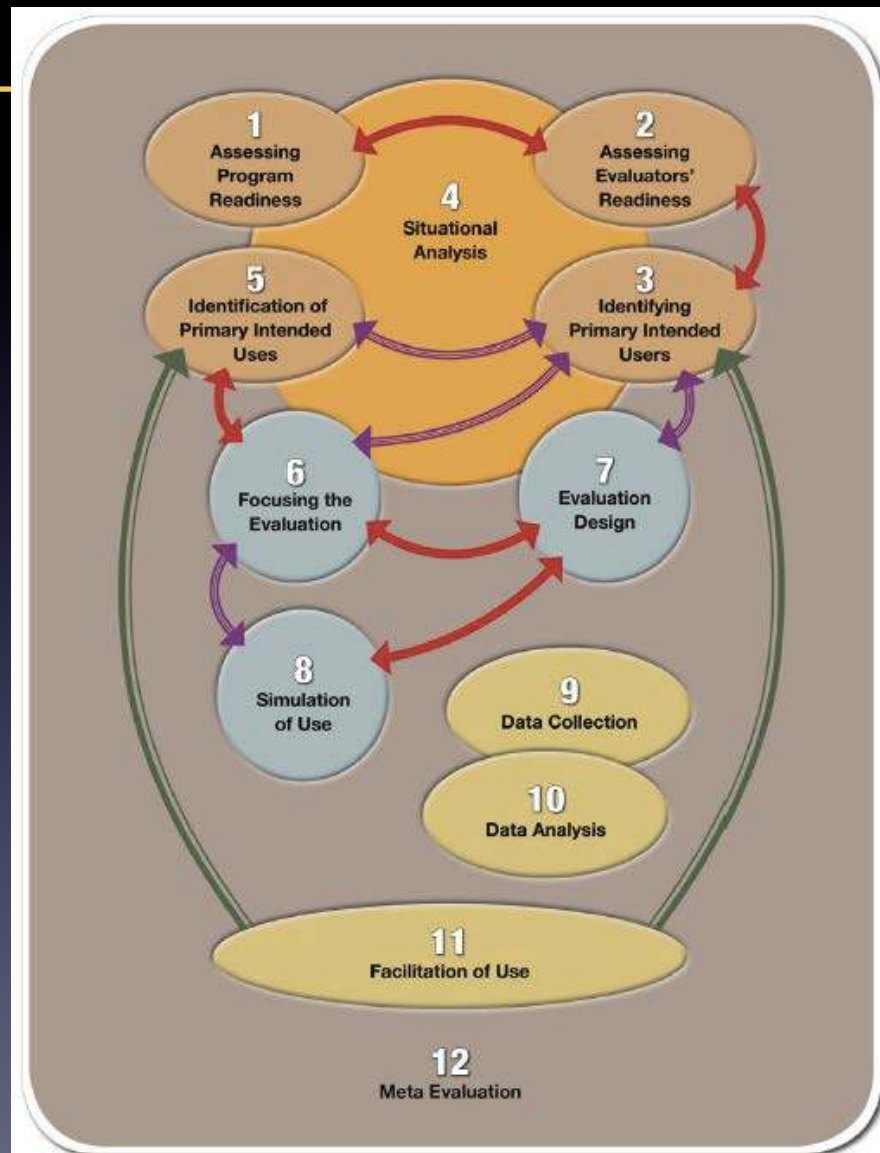 1
Assessing
Program
Readiness
2
Assessing
Evaluators'
Readiness
4
Situational
Analysis
5
Identification of
Primary Intended
Uses
3
Identifying
Primary Intended
Users
6
Focusing the
Evaluation
7
Evaluation
Design
8
Simulation
of Use
9
Data Collection
10
Data Analysis
11
Facilitation of Use
12
Meta Evaluation